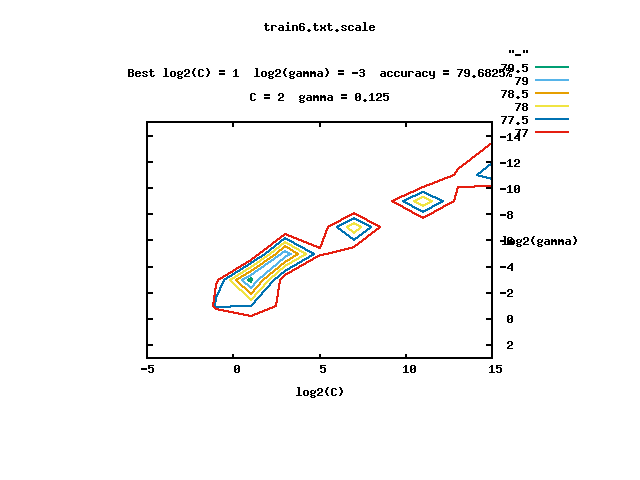 train6.txt.scale
"-"
Best log2(C) = 1 log2(gamma) = -3 accuracy = 79.6825%
79.5
79
C = 2 gamma = 0.125
78.5
78
77.5
77
-14
-12
-10
-8
-6
log2(gamma)
-4
-2
0
2
-5 0 5 10 15
log2(C)